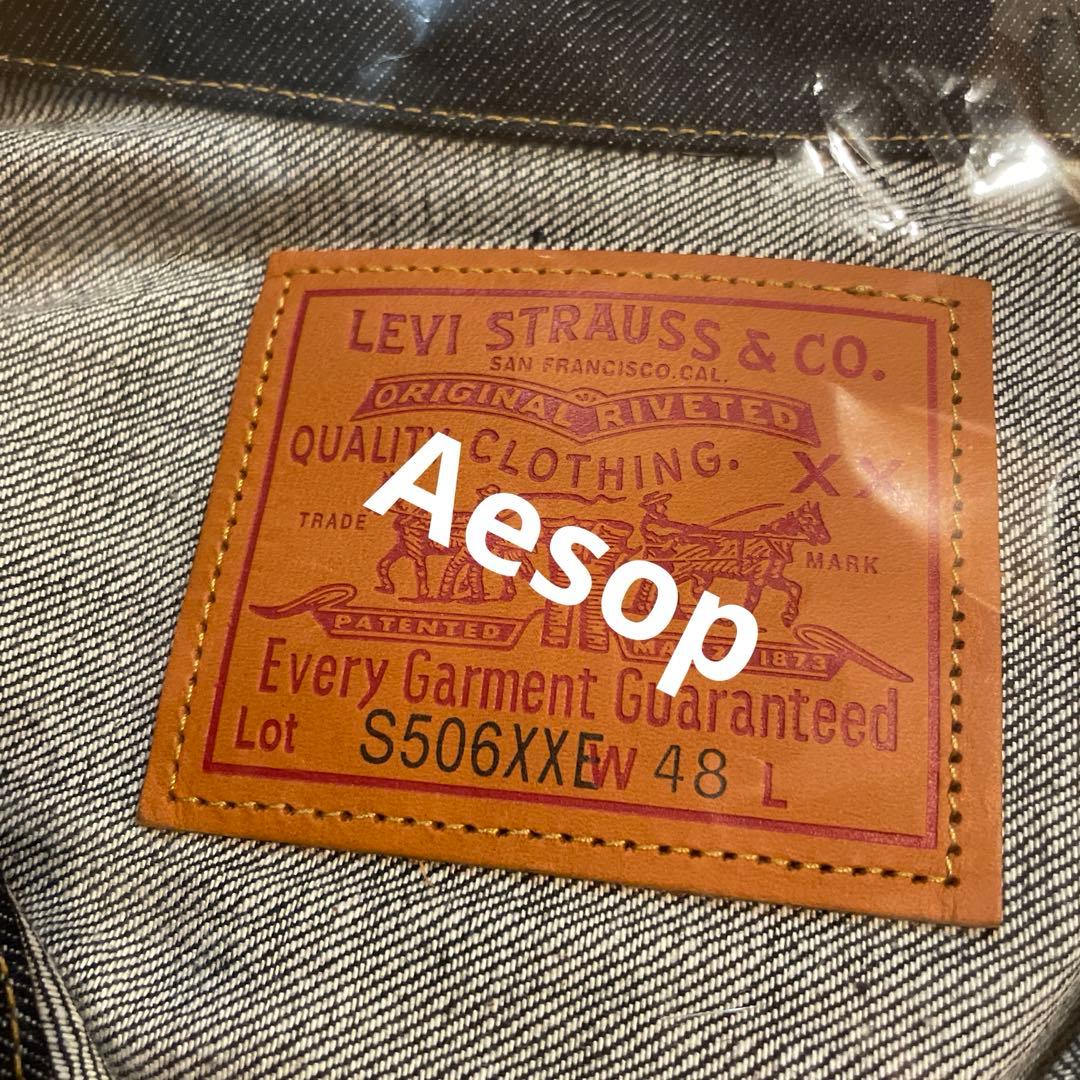 LEVI STRAUSS & CO.
SAN FRANCISCO.CAL.
ORIGINAL RIVETED
QUALITY CLOTHING. XX
TRADE MARK
Aesop
PATENTED 1873
Every Garment Guaranteed
Lot S506XXE W 48 L